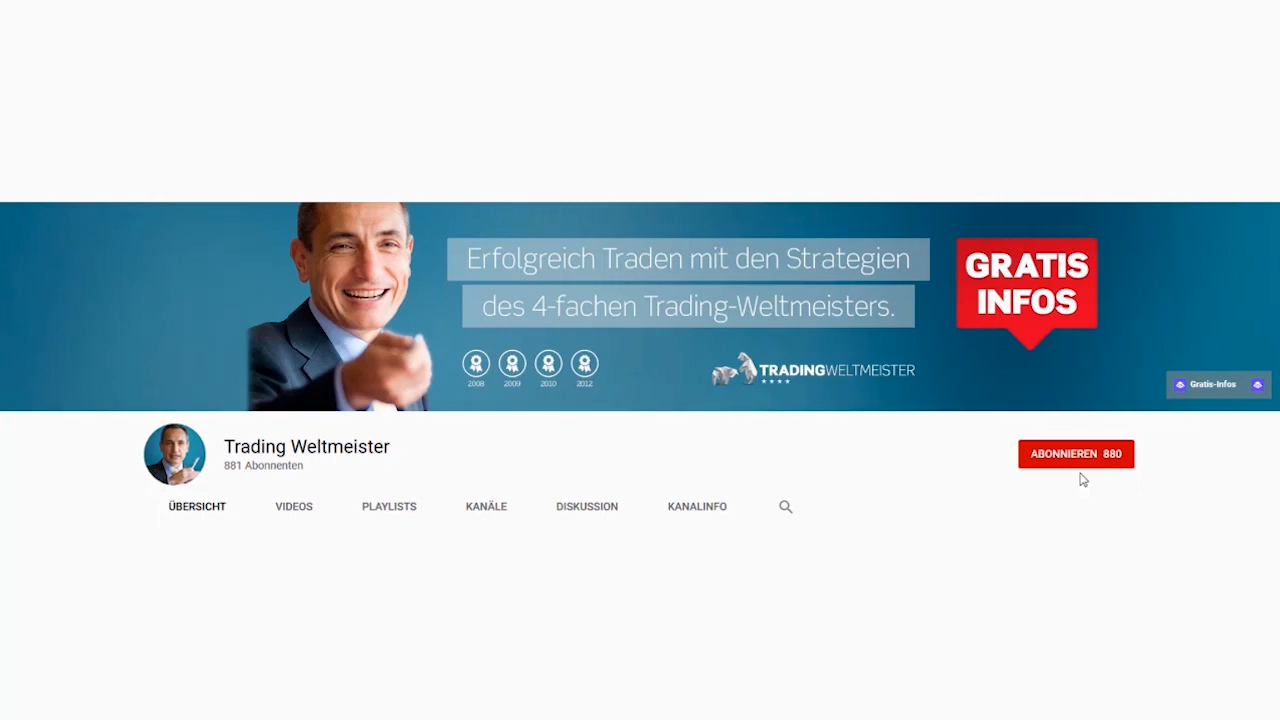 Erfolgreich Traden mit den Strategien
des 4-fachen Trading-Weltmeisters.
GRATIS
INFOS
2008 2009 2010 2012
TRADINGWELTMEISTER
Gratis-Infos
Trading Weltmeister
881 Abonnenten
ABONNIEREN 880
ÜBERSICHT VIDEOS PLAYLISTS KANÄLE DISKUSSION KANALINFO